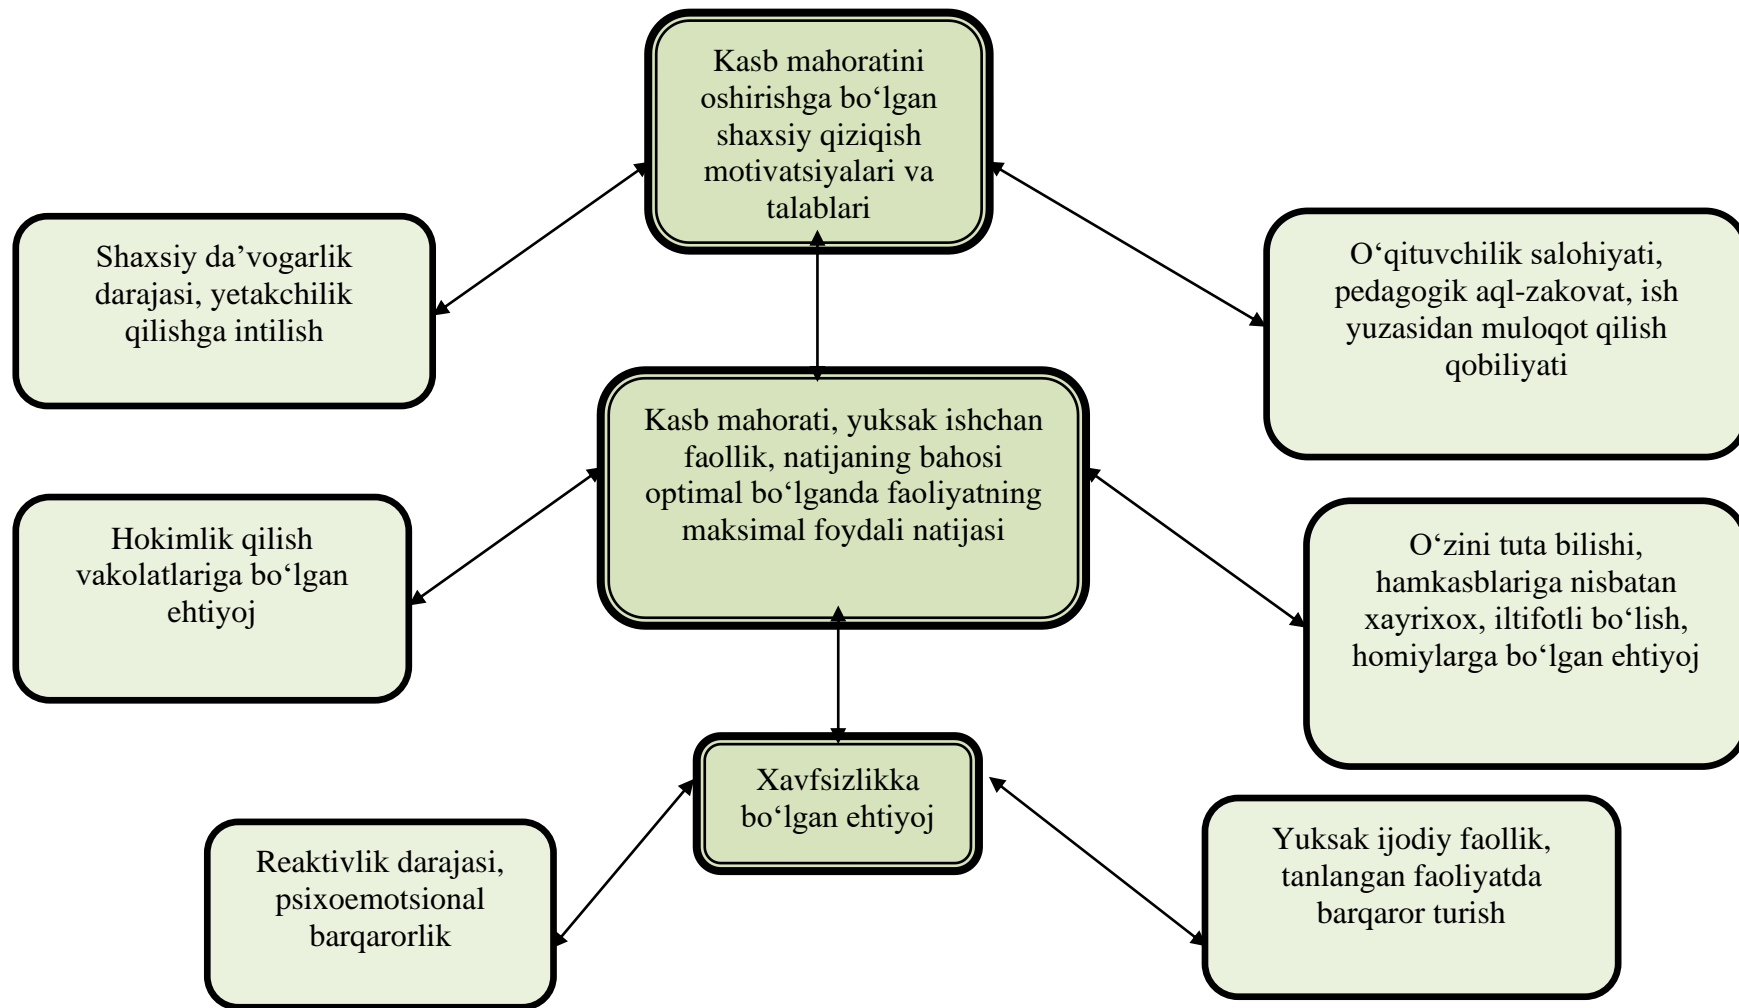 Kasb mahoratini
oshirishga bo‘lgan
shaxsiy qiziqish
motivatsiyalari va
talablari
Shaxsiy da’vogarlik
darajasi, yetakchilik
qilishga intilish
O‘qituvchilik salohiyati,
pedagogik aql-zakovat, ish
yuzasidan muloqot qilish
qobiliyati
Kasb mahorati, yuksak ishchan
faollik, natijaning bahosi
optimal bo‘lganda faoliyatning
maksimal foydali natijasi
Hokimlik qilish
vakolatlariga bo‘lgan
ehtiyoj
O‘zini tuta bilishi,
hamkasblariga nisbatan
xayrixox, iltifotli bo‘lish,
homiylarga bo‘lgan ehtiyoj
Xavfsizlikka
bo‘lgan ehtiyoj
Reaktivlik darajasi,
psixoemotsional
barqarorlik
Yuksak ijodiy faollik,
tanlangan faoliyatda
barqaror turish